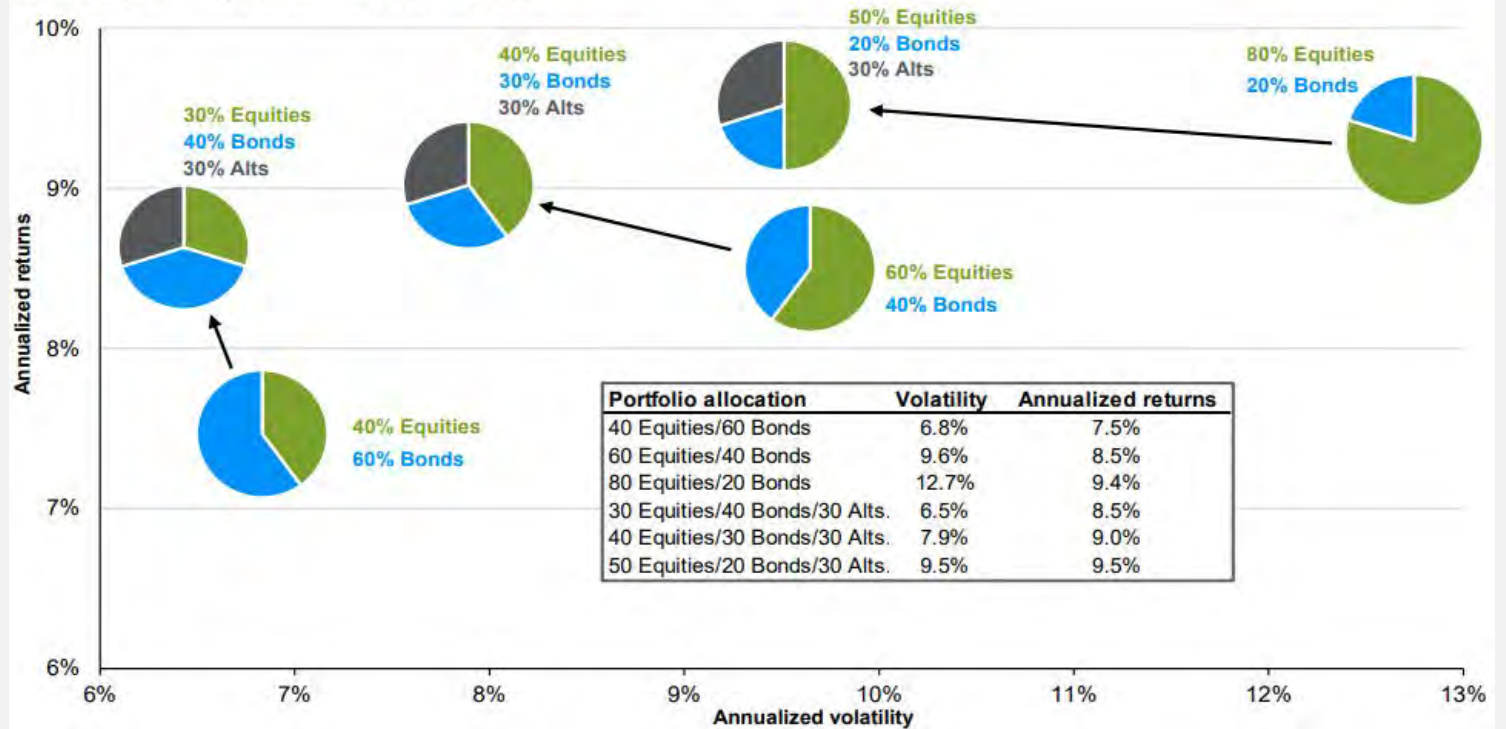 10%
9%
8%
7%
6%
Annualized returns
30% Equities
40% Bonds
30% Alts
40% Equities
30% Bonds
30% Alts
50% Equities
20% Bonds
30% Alts
80% Equities
20% Bonds
60% Equities
40% Bonds
40% Equities
60% Bonds
Portfolio allocation Volatility Annualized returns
40 Equities/60 Bonds 6.8% 7.5%
60 Equities/40 Bonds 9.6% 8.5%
80 Equities/20 Bonds 12.7% 9.4%
30 Equities/40 Bonds/30 Alts. 6.5% 8.5%
40 Equities/30 Bonds/30 Alts. 7.9% 9.0%
50 Equities/20 Bonds/30 Alts. 9.5% 9.5%
6% 7% 8% 9% 10% 11% 12% 13%
Annualized volatility